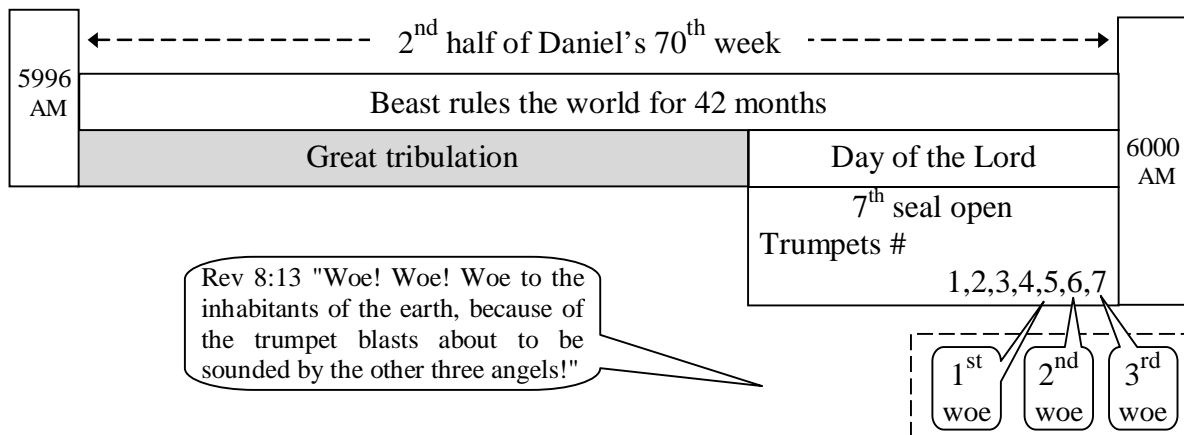 2nd half of Daniel's 70th week
5996
AM
Beast rules the world for 42 months
Great tribulation
Day of the Lord
6000
AM
7th seal open
Trumpets #
1,2,3,4,5,6,7
Rev 8:13 "Woe! Woe! Woe to the
inhabitants of the earth, because of
the trumpet blasts about to be
sounded by the other three angels!"
1st
woe
2nd
woe
3rd
woe